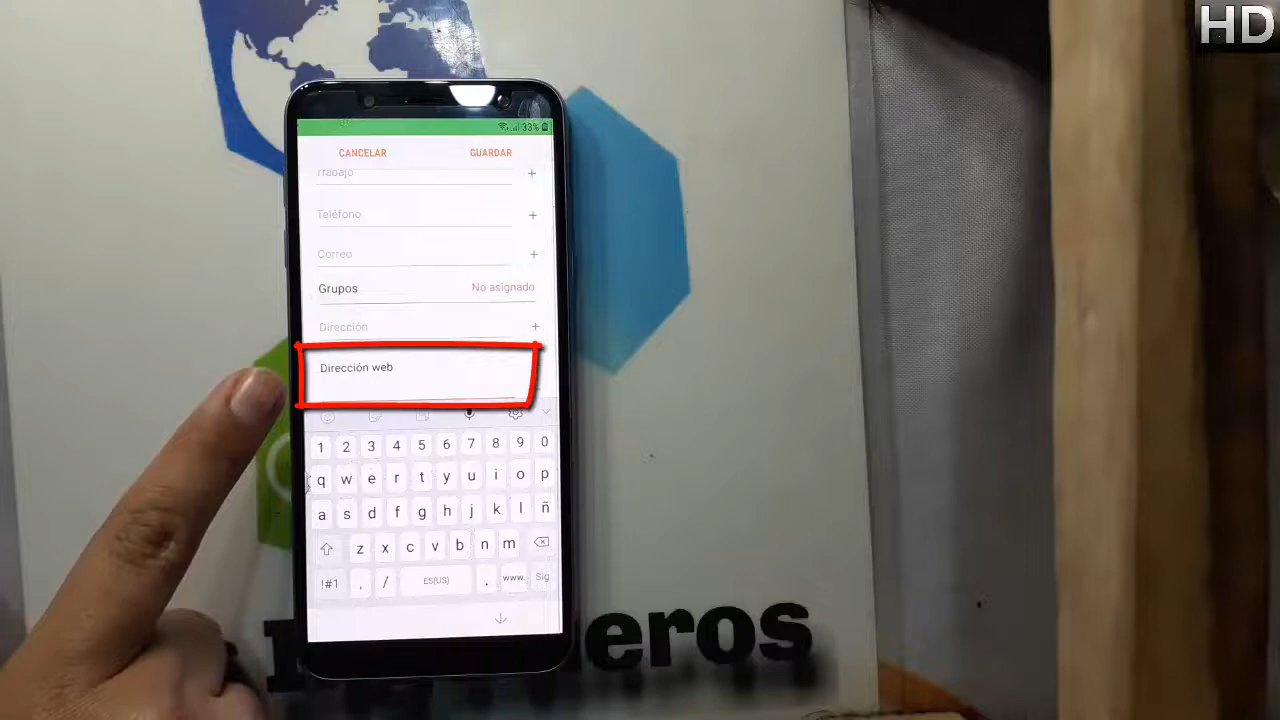 HD
33%
CANCELAR GUARDAR
Trabajo +
Teléfono +
Correo +
Grupos No asignado
Dirección +
Dirección web
1 2 3 4 5 6 7 8 9 0
q w e r t y u i o p
a s d f g h j k l ñ
z x c v b n m
!#1 , / ES(US) . www. Sig
eros